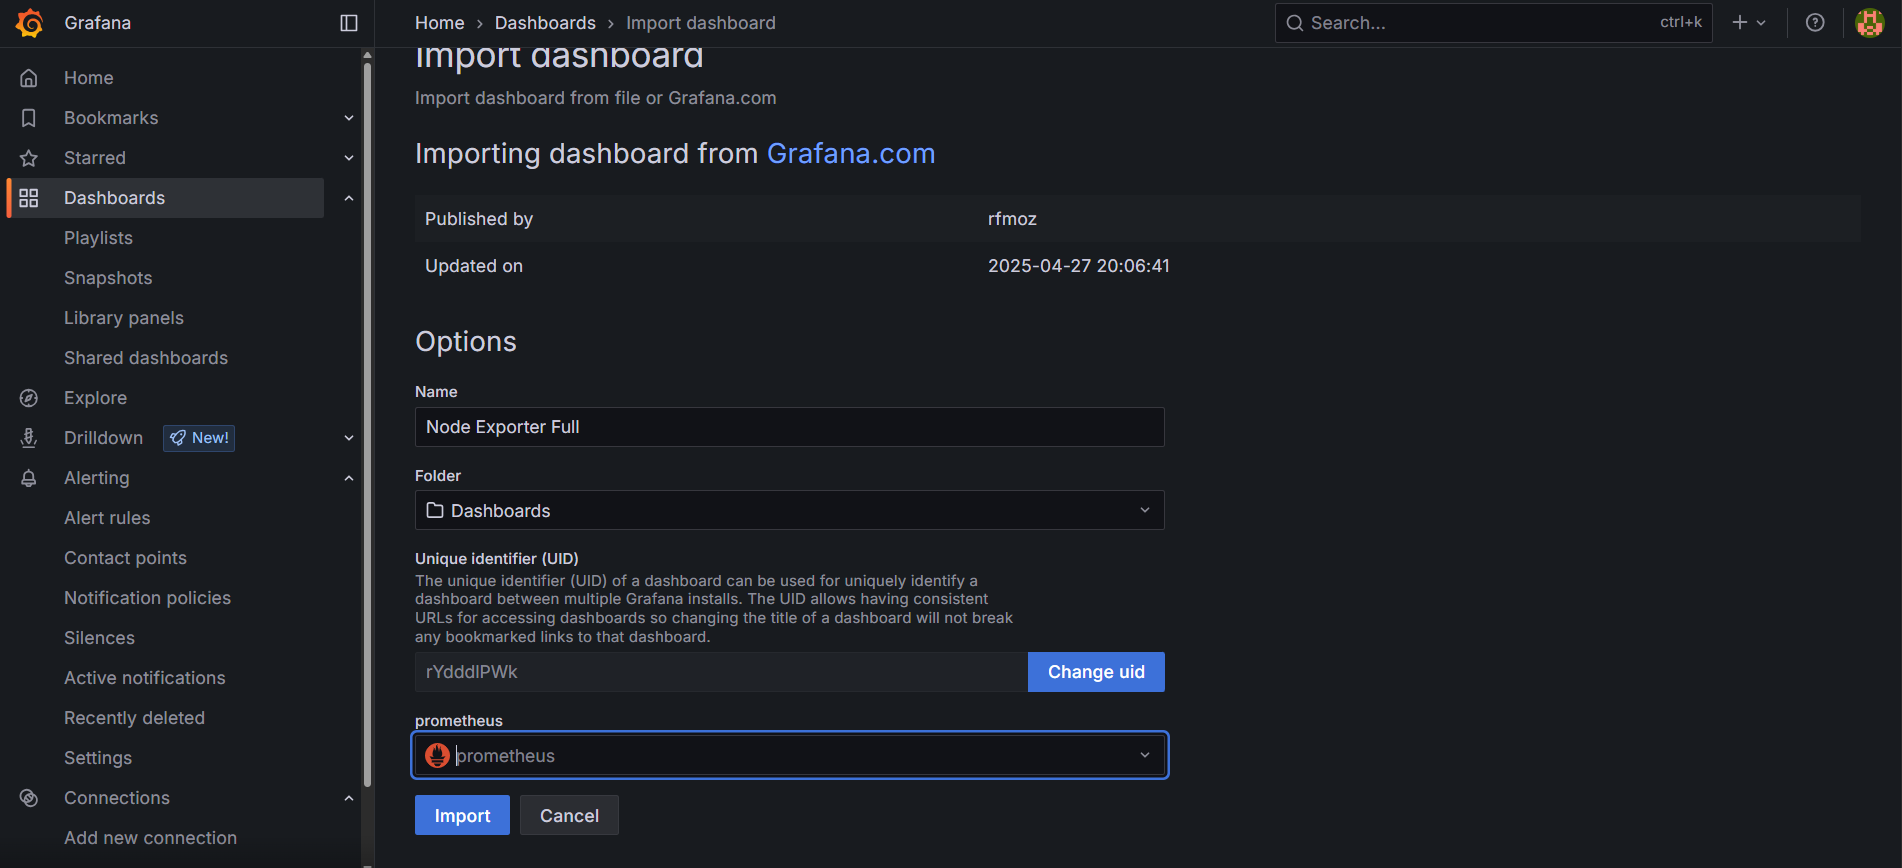 Grafana
Home › Dashboards › Import dashboard
Search...
ctrl+k
Home
Bookmarks
Starred
Dashboards
Playlists
Snapshots
Library panels
Shared dashboards
Explore
Drilldown New!
Alerting
Alert rules
Contact points
Notification policies
Silences
Active notifications
Recently deleted
Settings
Connections
Add new connection
Import dashboard
Import dashboard from file or Grafana.com
Importing dashboard from Grafana.com
Published by rfmoz
Updated on 2025-04-27 20:06:41
Options
Name
Node Exporter Full
Folder
Dashboards
Unique identifier (UID)
The unique identifier (UID) of a dashboard can be used for uniquely identify a
dashboard between multiple Grafana installs. The UID allows having consistent
URLs for accessing dashboards so changing the title of a dashboard will not break
any bookmarked links to that dashboard.
rYdddlPWk
Change uid
prometheus
prometheus
Import
Cancel